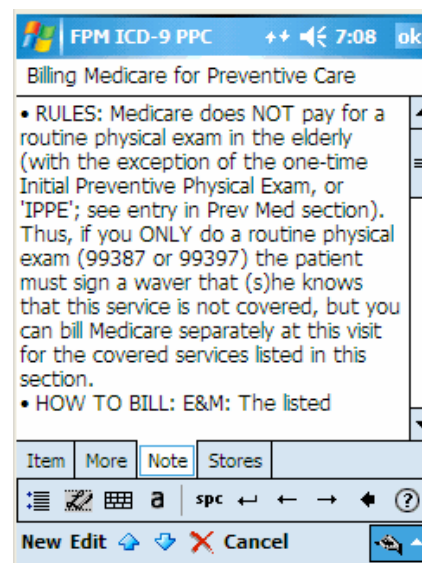 FPM ICD-9 PPC 7:08 ok
Billing Medicare for Preventive Care
• RULES: Medicare does NOT pay for a
routine physical exam in the elderly
(with the exception of the one-time
Initial Preventive Physical Exam, or
'IPPE'; see entry in Prev Med section).
Thus, if you ONLY do a routine physical
exam (99387 or 99397) the patient
must sign a waver that (s)he knows
that this service is not covered, but you
can bill Medicare separately at this visit
for the covered services listed in this
section.
• HOW TO BILL: E&M: The listed
Item More Note Stores
a spc
New Edit Cancel